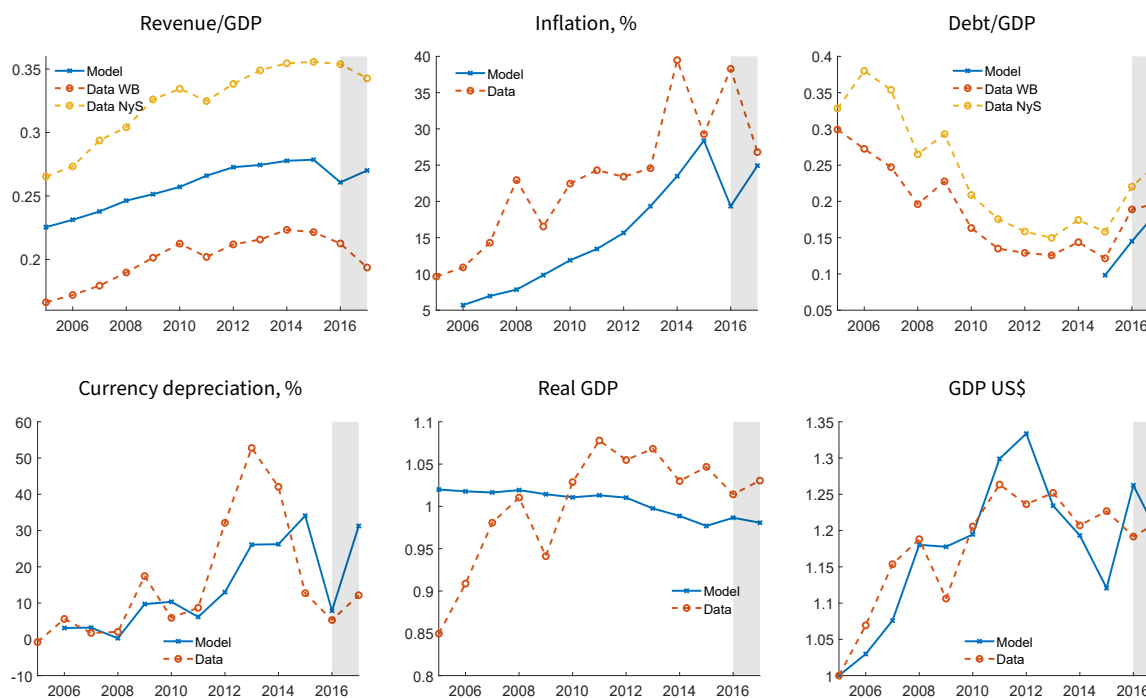 Revenue/GDP
0.35
0.3
0.25
0.2
Model
Data WB
Data NyS
2006 2008 2010 2012 2014 2016
Inflation, %
40
35
30
25
20
15
10
5
Model
Data
2006 2008 2010 2012 2014 2016
Debt/GDP
0.4
0.35
0.3
0.25
0.2
0.15
0.1
0.05
Model
Data WB
Data NyS
2006 2008 2010 2012 2014 2016
Currency depreciation, %
60
50
40
30
20
10
0
-10
Model
Data
2006 2008 2010 2012 2014 2016
Real GDP
1.1
1.05
1
0.95
0.9
0.85
0.8
Model
Data
2006 2008 2010 2012 2014 2016
GDP US$
1.35
1.3
1.25
1.2
1.15
1.1
1.05
1
Model
Data
2006 2008 2010 2012 2014 2016